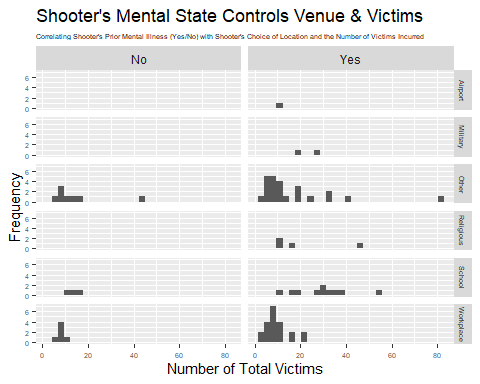 Shooter's Mental State Controls Venue & Victims
Correlating Shooter's Prior Mental Illness (Yes/No) with Shooter's Choice of Location and the Number of Victims Incurred
No
Yes
6
4
2
0
Airport
6
4
2
0
Military
6
4
2
0
Other
6
4
2
0
Religious
6
4
2
0
School
6
4
2
0
Workplace
Frequency
0 20 40 60 80
0 20 40 60 80
Number of Total Victims